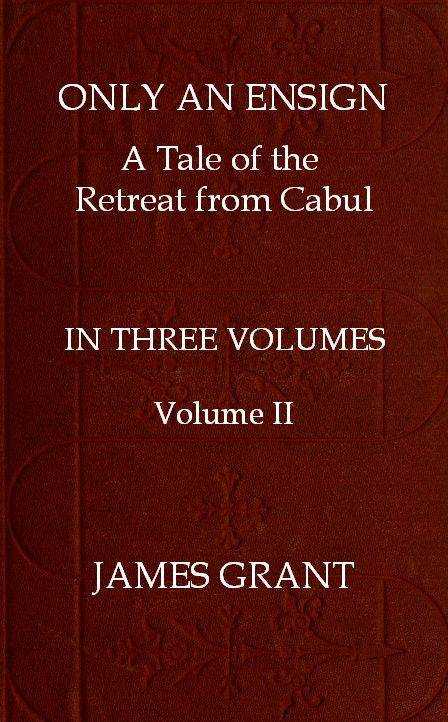 ONLY AN ENSIGN
A Tale of the
Retreat from Cabul
IN THREE VOLUMES
Volume II
JAMES GRANT